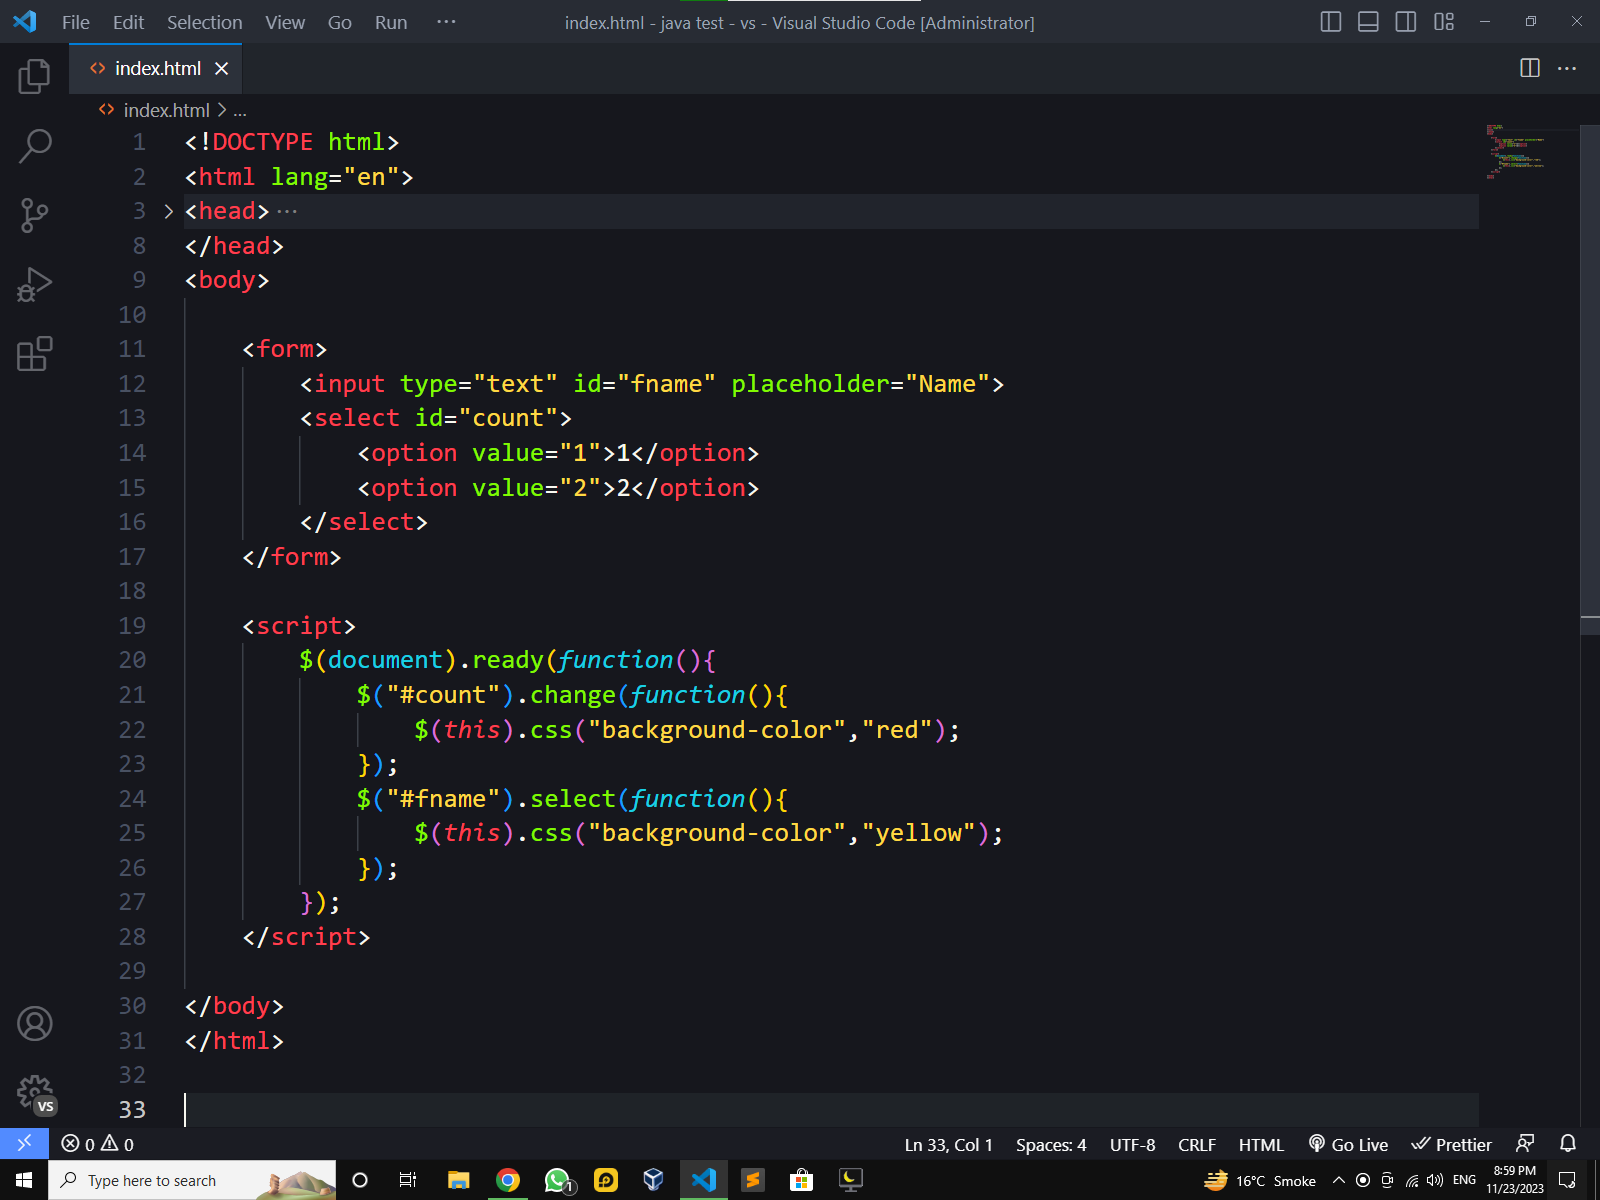 File Edit Selection View Go Run ··· index.html - java test - vs - Visual Studio Code [Administrator]
<> index.html ×
<> index.html > ...
1 <!DOCTYPE html>
2 <html lang="en">
3 > <head> ···
8 </head>
9 <body>
10
11 <form>
12 <input type="text" id="fname" placeholder="Name">
13 <select id="count">
14 <option value="1">1</option>
15 <option value="2">2</option>
16 </select>
17 </form>
18
19 <script>
20 $(document).ready(function(){
21 $("#count").change(function(){
22 $(this).css("background-color","red");
23 });
24 $("#fname").select(function(){
25 $(this).css("background-color","yellow");
26 });
27 });
28 </script>
29
30 </body>
31 </html>
32
33
VS
0 0 Ln 33, Col 1 Spaces: 4 UTF-8 CRLF HTML Go Live Prettier
Type here to search 1 16°C Smoke ENG 8:59 PM
11/23/2023